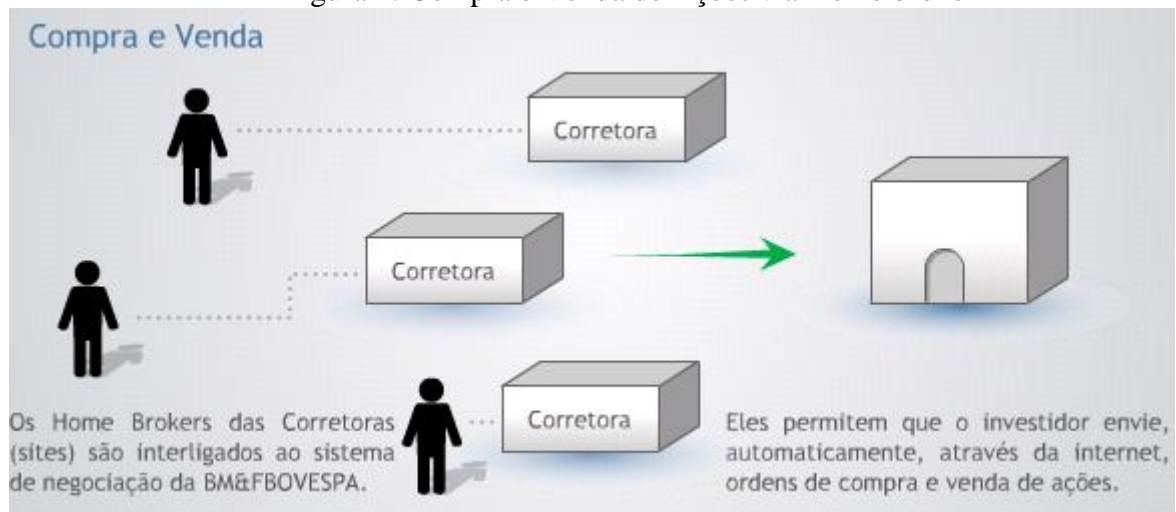 Compra e Venda
Corretora
Corretora
Corretora
Os Home Brokers das Corretoras
(sites) são interligados ao sistema
de negociação da BM&FBOVESPA.
Eles permitem que o investidor envie,
automaticamente, através da internet,
ordens de compra e venda de ações.